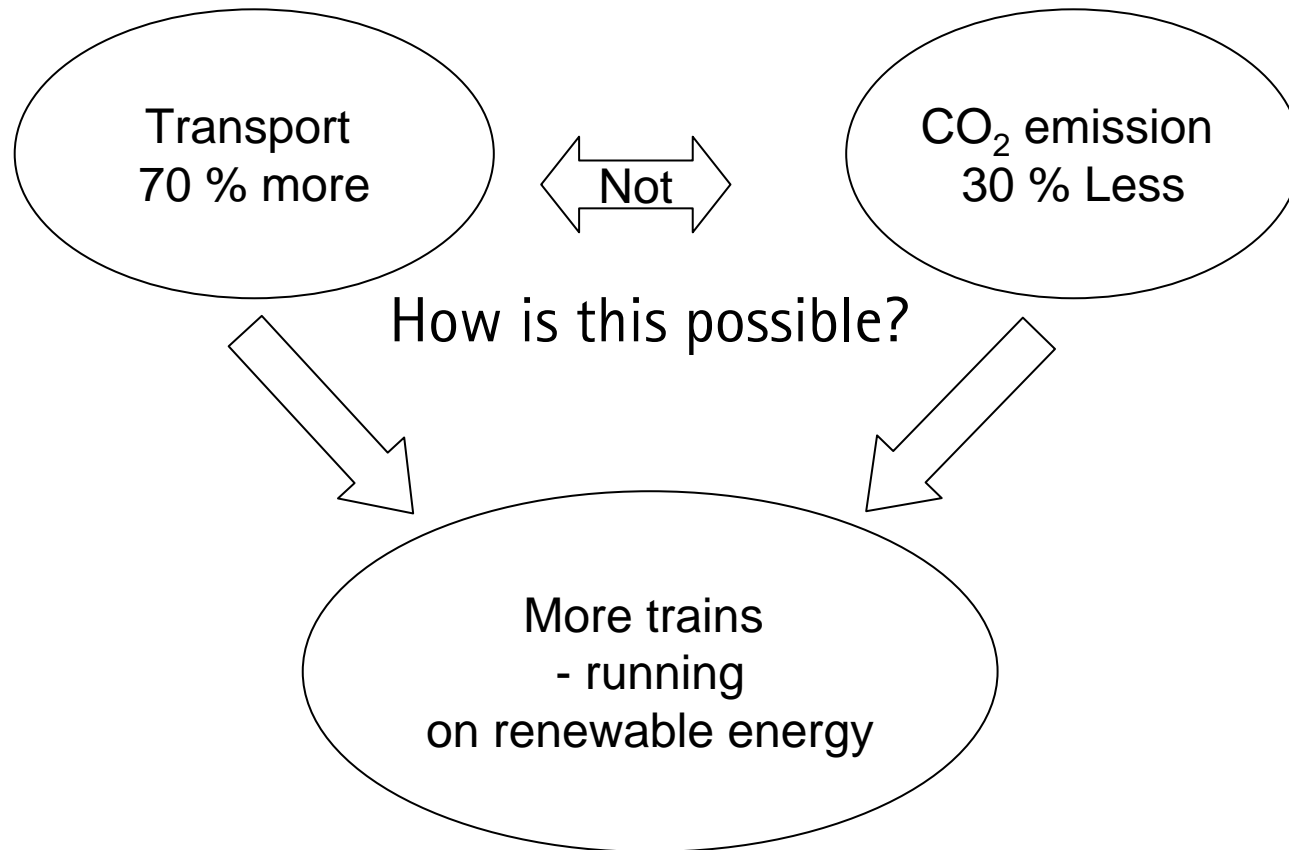 Transport
70 % more
Not
CO₂ emission
30 % Less
How is this possible?
More trains
- running
on renewable energy